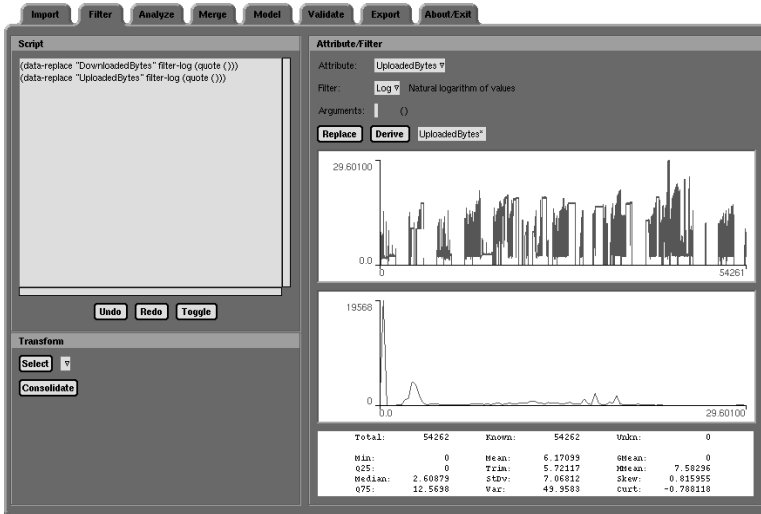 Import Filter Analyze Merge Model Validate Export About/Exit
Script
(data-replace "DownloadedBytes" filter-log (quote ()))
(data-replace "UploadedBytes" filter-log (quote ()))
Undo Redo Toggle
Transform
Select
Consolidate
Attribute/Filter
Attribute: UploadedBytes
Filter: Log Natural logarithm of values
Arguments: ()
Replace Derive UploadedBytes*
29.60100
0.0
0 54261
19568
0
0.0 29.60100
Total: 54262 Known: 54262 Unkn: 0
Min: 0 Mean: 6.17099 GMean: 0
Q25: 0 Trim: 5.72117 HMean: 7.58296
Median: 2.60879 StDv: 7.06812 Skew: 0.815955
Q75: 12.5698 Var: 49.9583 Curt: -0.788118